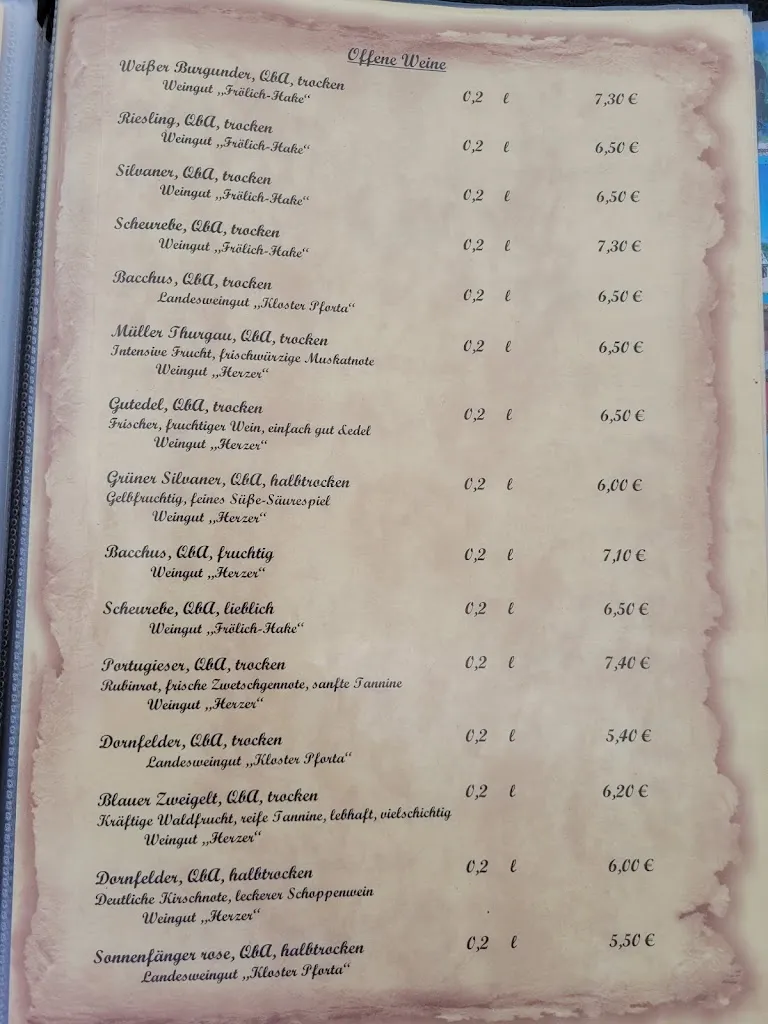 Offene Weine
Weißer Burgunder, QbA, trocken
Weingut „Frölich-Hake“ 0,2 ℓ 7,30 €
Riesling, QbA, trocken
Weingut „Frölich-Hake“ 0,2 ℓ 6,50 €
Silvaner, QbA, trocken
Weingut „Frölich-Hake“ 0,2 ℓ 6,50 €
Scheurebe, QbA, trocken
Weingut „Frölich-Hake“ 0,2 ℓ 7,30 €
Bacchus, QbA, trocken 0,2 ℓ 6,50 €
Landesweingut „Kloster Pforta“
Müller Thurgau, QbA, trocken 0,2 ℓ 6,50 €
Intensive Frucht, frischwürzige Muskatnote
Weingut „Herzer“
Gutedel, QbA, trocken 0,2 ℓ 6,50 €
Frischer, fruchtiger Wein, einfach gut &edel
Weingut „Herzer“
Grüner Silvaner, QbA, halbtrocken 0,2 ℓ 6,00 €
Gelbfruchtig, feines Süße-Säurespiel
Weingut „Herzer“
Bacchus, QbA, fruchtig 0,2 ℓ 7,10 €
Weingut „Herzer“
Scheurebe, QbA, lieblich 0,2 ℓ 6,50 €
Weingut „Frölich-Hake“
Portugieser, QbA, trocken 0,2 ℓ 7,40 €
Rubinrot, frische Zwetschgennote, sanfte Tannine
Weingut „Herzer“
Dornfelder, QbA, trocken 0,2 ℓ 5,40 €
Landesweingut „Kloster Pforta“
Blauer Zweigelt, QbA, trocken 0,2 ℓ 6,20 €
Kräftige Waldfrucht, reife Tannine, lebhaft, vielschichtig
Weingut „Herzer“
Dornfelder, QbA, halbtrocken 0,2 ℓ 6,00 €
Deutliche Kirschnote, leckerer Schoppenwein
Weingut „Herzer“
Sonnenfänger rose, QbA, halbtrocken 0,2 ℓ 5,50 €
Landesweingut „Kloster Pforta“